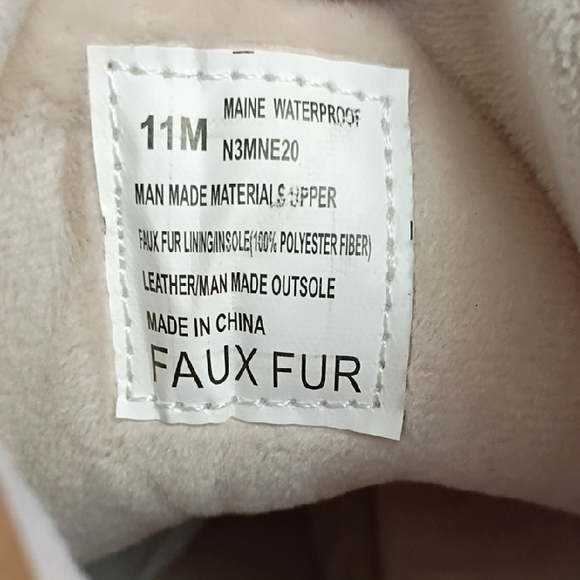 11M
MAINE WATERPROOF
N3MNE20
MAN MADE MATERIALS UPPER
FAUX FUR LINING/INSOLE(100% POLYESTER FIBER)
LEATHER/MAN MADE OUTSOLE
MADE IN CHINA
FAUX FUR